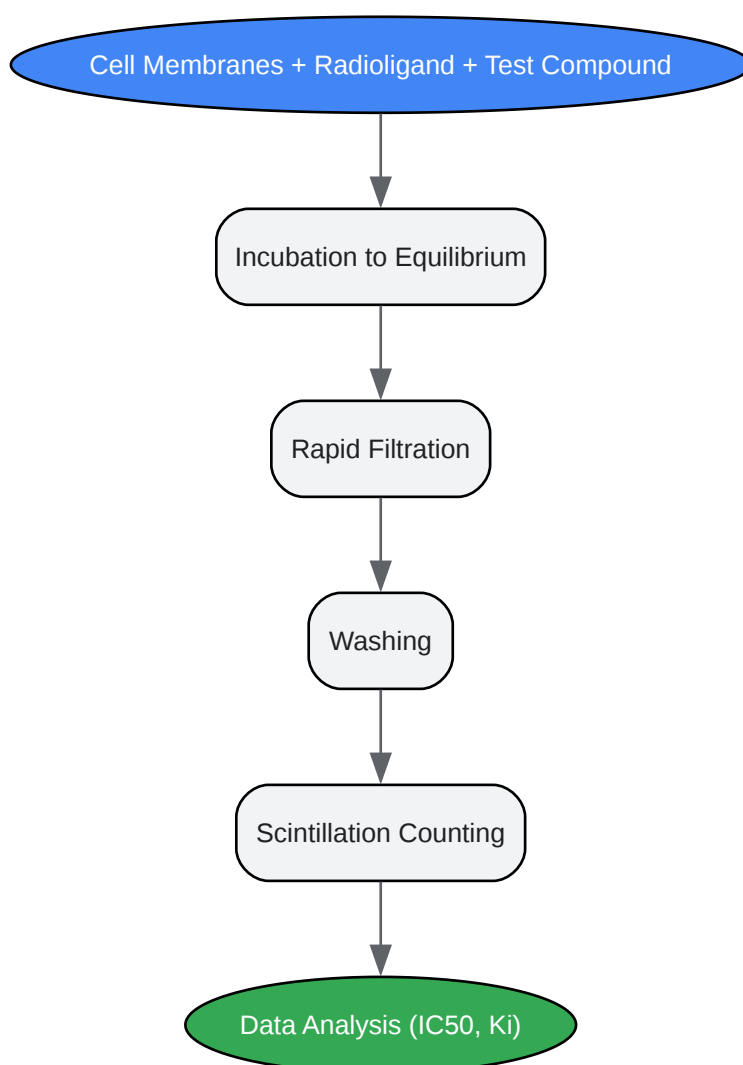 Cell Membranes + Radioligand + Test Compound
Incubation to Equilibrium
Rapid Filtration
Washing
Scintillation Counting
Data Analysis (IC50, Ki)